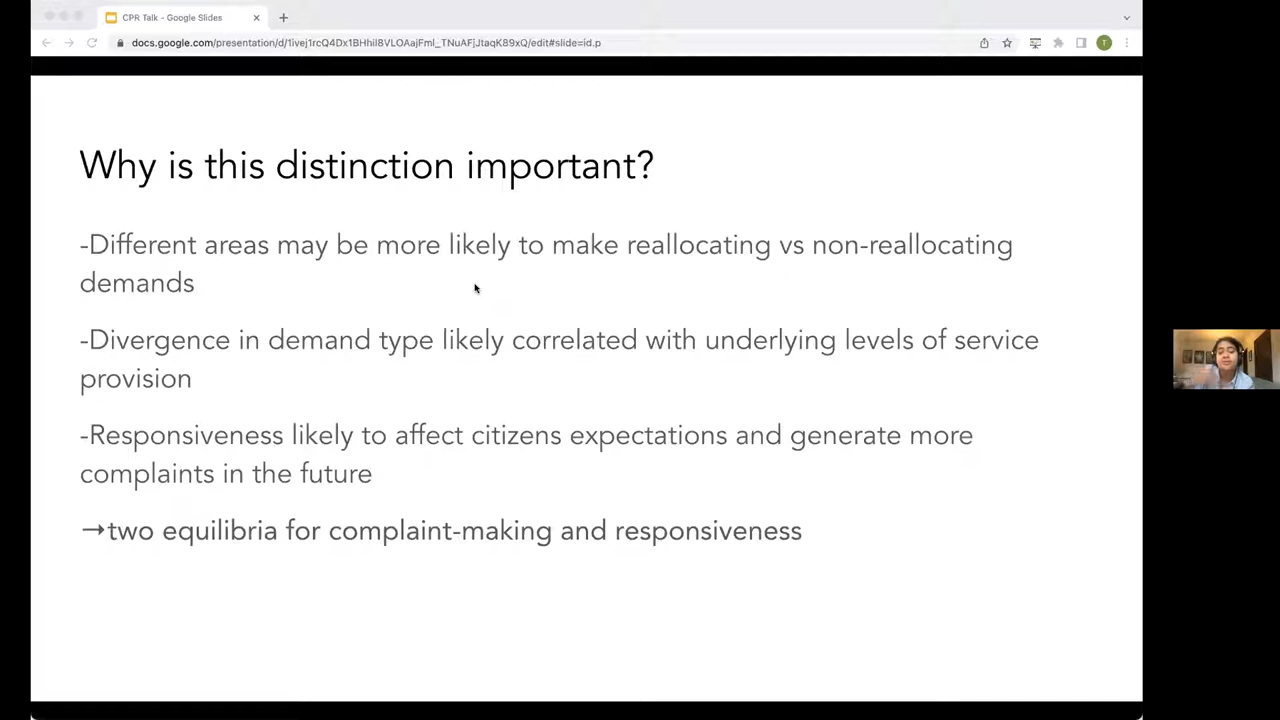 CPR Talk - Google Slides
docs.google.com/presentation/d/1ivej1rcQ4Dx1BHhil8VLOAajFml_TNuAFjJtaqK89xQ/edit#slide=id.p
T
Why is this distinction important?
-Different areas may be more likely to make reallocating vs non-reallocating
demands
-Divergence in demand type likely correlated with underlying levels of service
provision
-Responsiveness likely to affect citizens expectations and generate more
complaints in the future
→two equilibria for complaint-making and responsiveness